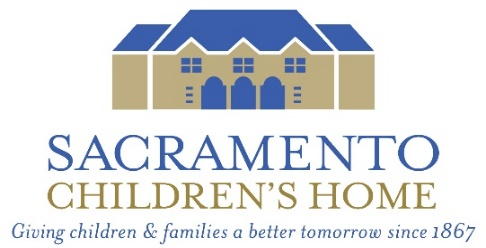 SACRAMENTO
CHILDREN'S HOME
Giving children & families a better tomorrow since 1867